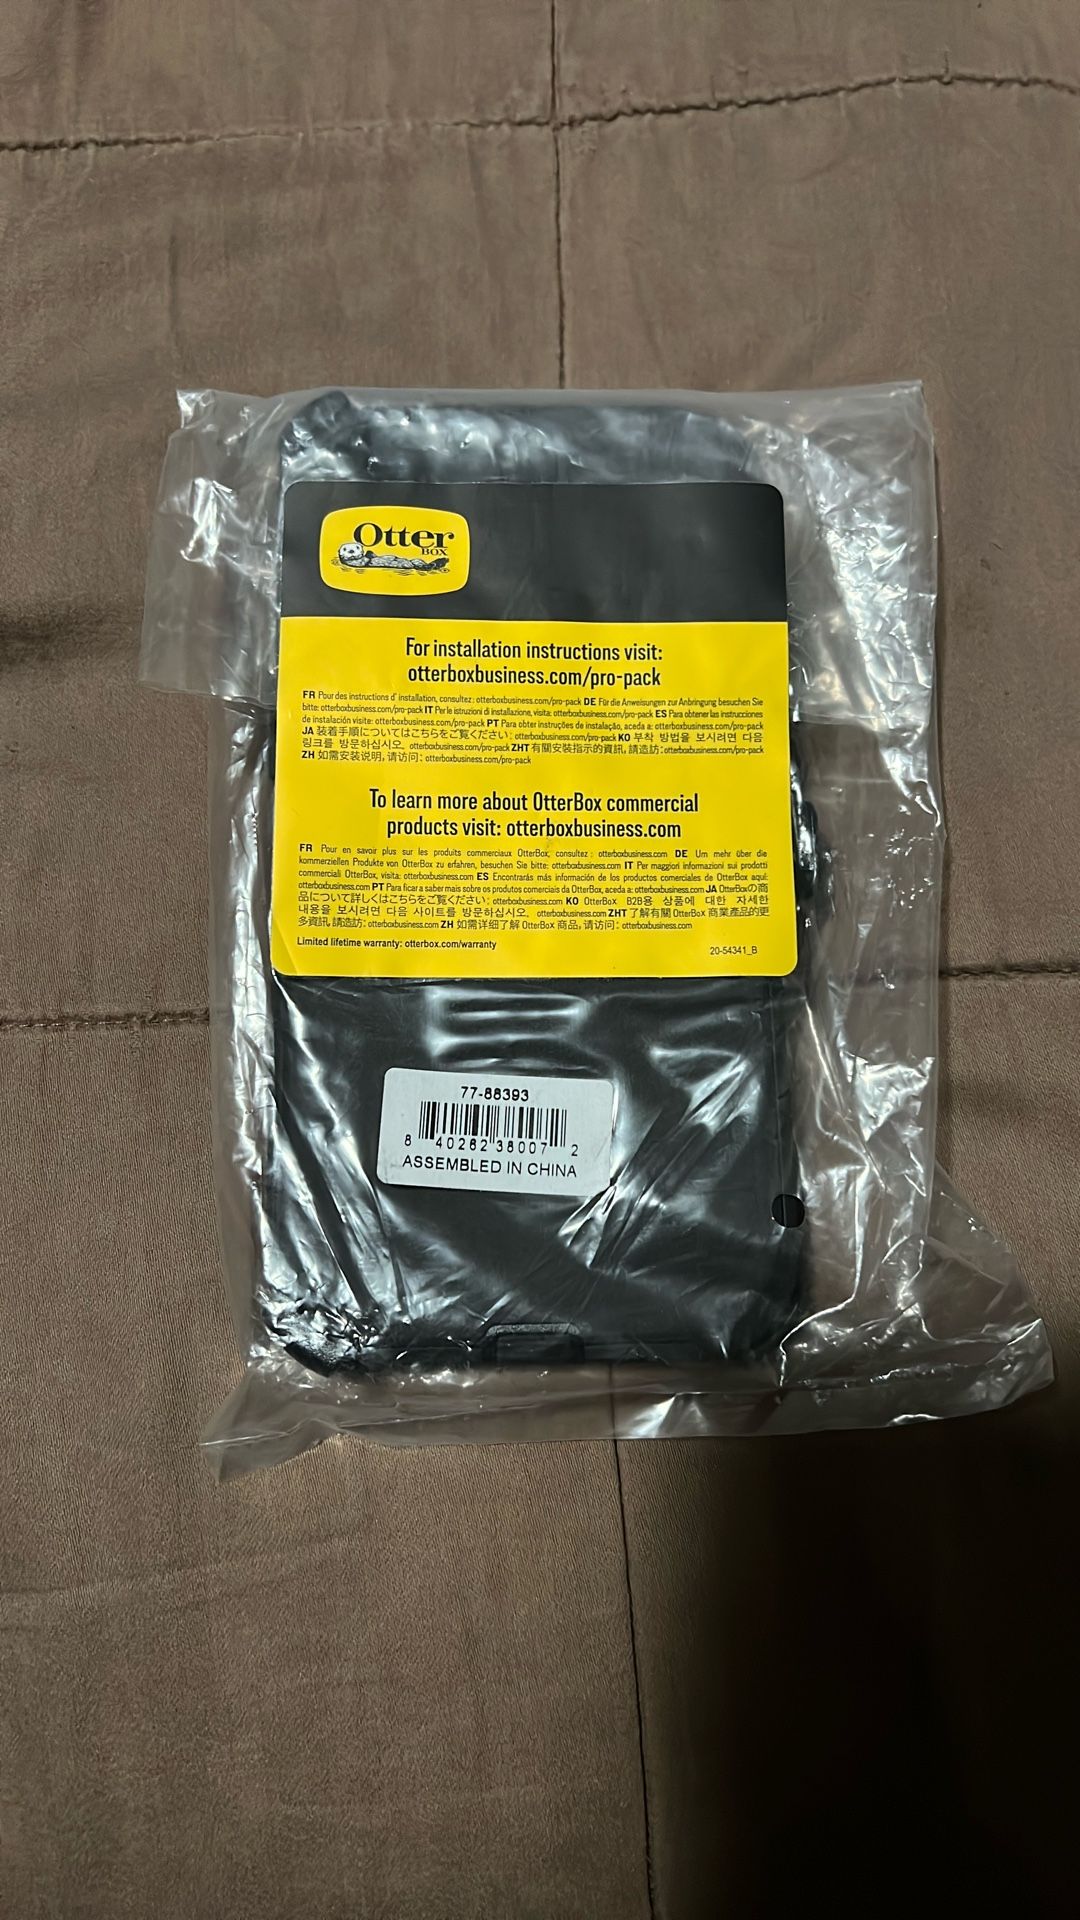 Otter
BOX
For installation instructions visit:
otterboxbusiness.com/pro-pack
FR Pour des instructions d' installation, consultez : otterboxbusiness.com/pro-pack DE Für die Anweisungen zur Anbringung besuchen Sie
bitte: otterboxbusiness.com/pro-pack IT Per le istruzioni di installazione, visita: otterboxbusiness.com/pro-pack ES Para obtener las instrucciones
de instalación visite: otterboxbusiness.com/pro-pack PT Para obter instruções de instalação, aceda a: otterboxbusiness.com/pro-pack
JA 装着手順についてはこちらをご覧ください: otterboxbusiness.com/pro-pack KO 부착 방법을 보시려면 다음
링크를 방문하십시오. otterboxbusiness.com/pro-pack ZHT 有關安裝指示的資訊, 請造訪: otterboxbusiness.com/pro-pack
ZH 如需安装说明, 请访问: otterboxbusiness.com/pro-pack
To learn more about OtterBox commercial
products visit: otterboxbusiness.com
FR Pour en savoir plus sur les produits commerciaux OtterBox, consultez : otterboxbusiness.com DE Um mehr über die
kommerziellen Produkte von OtterBox zu erfahren, besuchen Sie bitte: otterboxbusiness.com IT Per maggiori informazioni sui prodotti
commerciali OtterBox, visita: otterboxbusiness.com ES Encontrarás más información de los productos comerciales de OtterBox aquí:
otterboxbusiness.com PT Para ficar a saber mais sobre os produtos comerciais da OtterBox, aceda a: otterboxbusiness.com JA OtterBoxの商
品について詳しくはこちらをご覧ください: otterboxbusiness.com KO OtterBox B2B용 상품에 대한 자세한
내용을 보시려면 다음 사이트를 방문하십시오. otterboxbusiness.com ZHT 了解有關 OtterBox 商業產品的更
多資訊, 請造訪: otterboxbusiness.com ZH 如需详细了解 OtterBox 商品, 请访问: otterboxbusiness.com
Limited lifetime warranty: otterbox.com/warranty
20-54341_B
77-88393
8 40262 38007 2
ASSEMBLED IN CHINA